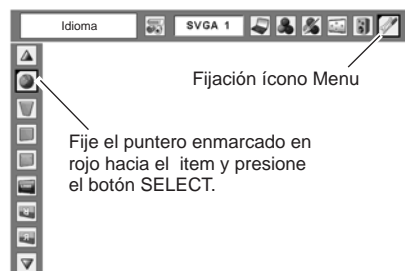 Idioma
SVGA 1
Fijación ícono Menu
Fije el puntero enmarcado en
rojo hacia el item y presione
el botón SELECT.